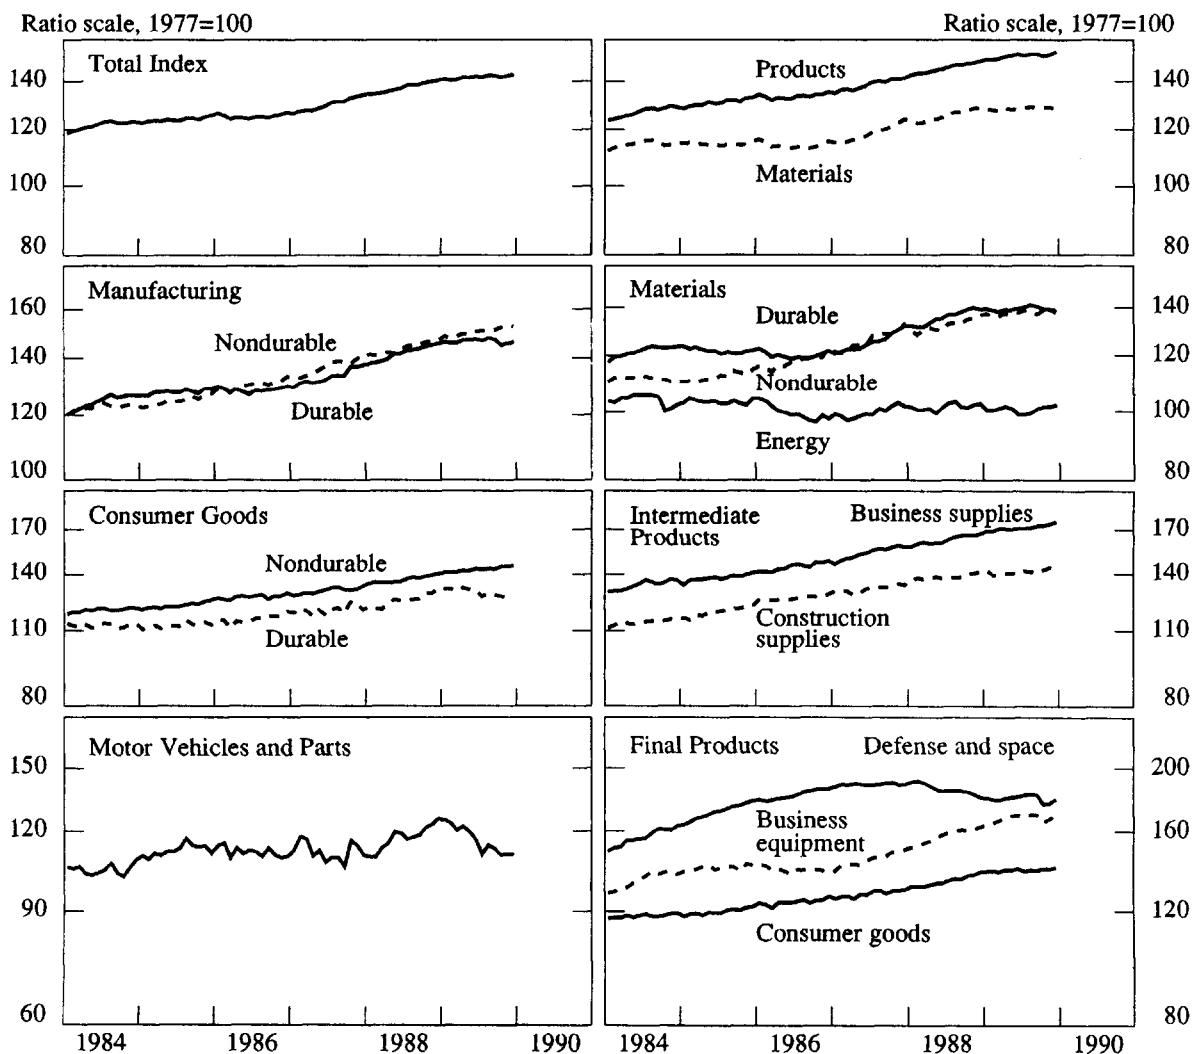 Ratio scale, 1977=100
Ratio scale, 1977=100
Total Index
140
120
100
80
Products
Materials
140
120
100
80
Manufacturing
Nondurable
Durable
160
140
120
100
Materials
Durable
Nondurable
Energy
140
120
100
80
Consumer Goods
Nondurable
Durable
170
140
110
80
Intermediate
Products
Business supplies
Construction
supplies
170
140
110
80
Motor Vehicles and Parts
150
120
90
60
Final Products
Defense and space
Business
equipment
Consumer goods
200
160
120
80
1984 1986 1988 1990
1984 1986 1988 1990